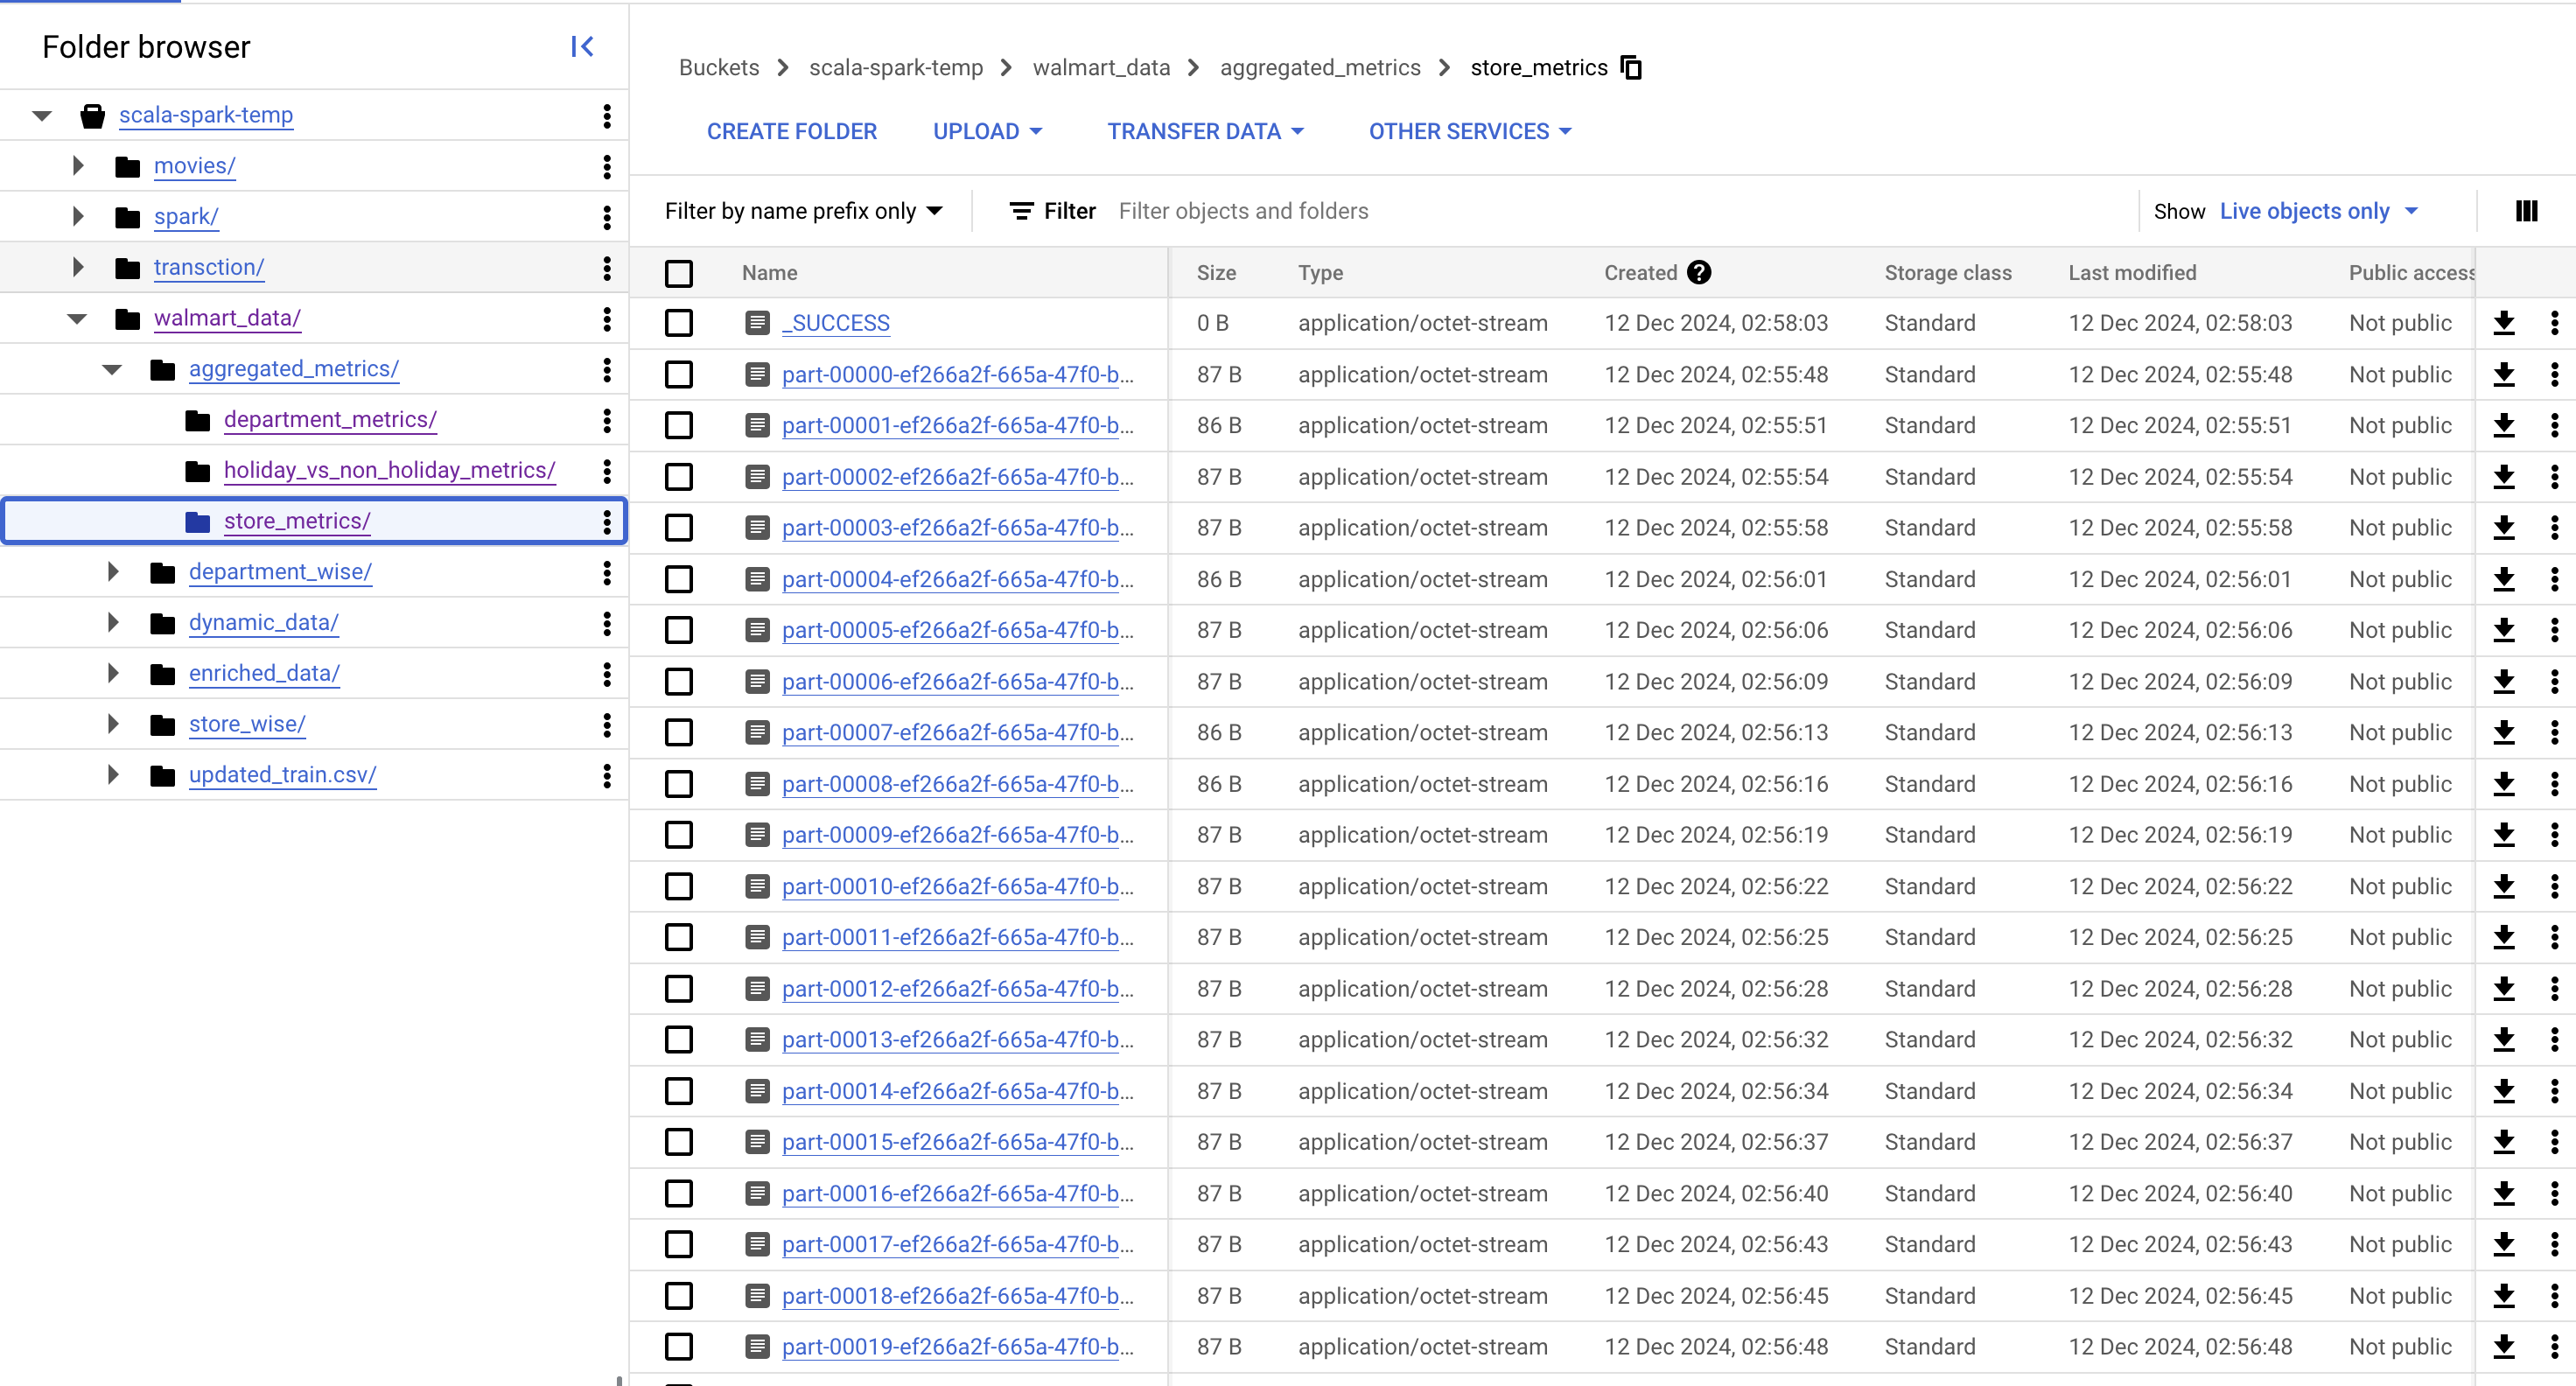 Folder browser
scala-spark-temp
movies/
spark/
transction/
walmart_data/
aggregated_metrics/
department_metrics/
holiday_vs_non_holiday_metrics/
store_metrics/
department_wise/
dynamic_data/
enriched_data/
store_wise/
updated_train.csv/
Buckets scala-spark-temp walmart_data aggregated_metrics store_metrics
CREATE FOLDER UPLOAD TRANSFER DATA OTHER SERVICES
Filter by name prefix only Filter Filter objects and folders Show Live objects only
Name Size Type Created Storage class Last modified Public access
_SUCCESS 0 B application/octet-stream 12 Dec 2024, 02:58:03 Standard 12 Dec 2024, 02:58:03 Not public
part-00000-ef266a2f-665a-47f0-b... 87 B application/octet-stream 12 Dec 2024, 02:55:48 Standard 12 Dec 2024, 02:55:48 Not public
part-00001-ef266a2f-665a-47f0-b... 86 B application/octet-stream 12 Dec 2024, 02:55:51 Standard 12 Dec 2024, 02:55:51 Not public
part-00002-ef266a2f-665a-47f0-b... 87 B application/octet-stream 12 Dec 2024, 02:55:54 Standard 12 Dec 2024, 02:55:54 Not public
part-00003-ef266a2f-665a-47f0-b... 87 B application/octet-stream 12 Dec 2024, 02:55:58 Standard 12 Dec 2024, 02:55:58 Not public
part-00004-ef266a2f-665a-47f0-b... 86 B application/octet-stream 12 Dec 2024, 02:56:01 Standard 12 Dec 2024, 02:56:01 Not public
part-00005-ef266a2f-665a-47f0-b... 87 B application/octet-stream 12 Dec 2024, 02:56:06 Standard 12 Dec 2024, 02:56:06 Not public
part-00006-ef266a2f-665a-47f0-b... 87 B application/octet-stream 12 Dec 2024, 02:56:09 Standard 12 Dec 2024, 02:56:09 Not public
part-00007-ef266a2f-665a-47f0-b... 86 B application/octet-stream 12 Dec 2024, 02:56:13 Standard 12 Dec 2024, 02:56:13 Not public
part-00008-ef266a2f-665a-47f0-b... 86 B application/octet-stream 12 Dec 2024, 02:56:16 Standard 12 Dec 2024, 02:56:16 Not public
part-00009-ef266a2f-665a-47f0-b... 87 B application/octet-stream 12 Dec 2024, 02:56:19 Standard 12 Dec 2024, 02:56:19 Not public
part-00010-ef266a2f-665a-47f0-b... 87 B application/octet-stream 12 Dec 2024, 02:56:22 Standard 12 Dec 2024, 02:56:22 Not public
part-00011-ef266a2f-665a-47f0-b... 87 B application/octet-stream 12 Dec 2024, 02:56:25 Standard 12 Dec 2024, 02:56:25 Not public
part-00012-ef266a2f-665a-47f0-b... 87 B application/octet-stream 12 Dec 2024, 02:56:28 Standard 12 Dec 2024, 02:56:28 Not public
part-00013-ef266a2f-665a-47f0-b... 87 B application/octet-stream 12 Dec 2024, 02:56:32 Standard 12 Dec 2024, 02:56:32 Not public
part-00014-ef266a2f-665a-47f0-b... 87 B application/octet-stream 12 Dec 2024, 02:56:34 Standard 12 Dec 2024, 02:56:34 Not public
part-00015-ef266a2f-665a-47f0-b... 87 B application/octet-stream 12 Dec 2024, 02:56:37 Standard 12 Dec 2024, 02:56:37 Not public
part-00016-ef266a2f-665a-47f0-b... 87 B application/octet-stream 12 Dec 2024, 02:56:40 Standard 12 Dec 2024, 02:56:40 Not public
part-00017-ef266a2f-665a-47f0-b... 87 B application/octet-stream 12 Dec 2024, 02:56:43 Standard 12 Dec 2024, 02:56:43 Not public
part-00018-ef266a2f-665a-47f0-b... 87 B application/octet-stream 12 Dec 2024, 02:56:45 Standard 12 Dec 2024, 02:56:45 Not public
part-00019-ef266a2f-665a-47f0-b... 87 B application/octet-stream 12 Dec 2024, 02:56:48 Standard 12 Dec 2024, 02:56:48 Not public